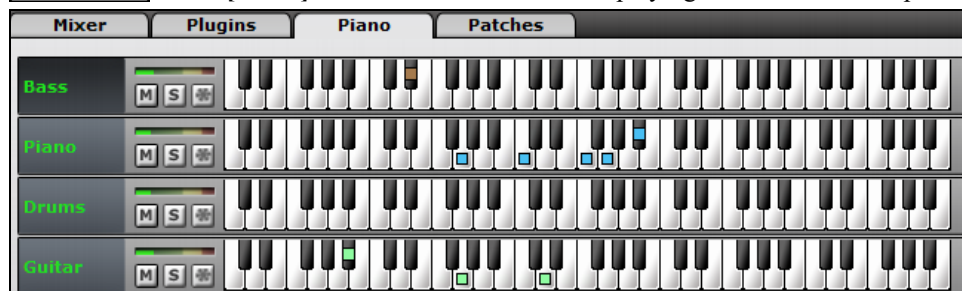 Mixer Plugins Piano Patches
Bass
M S
Piano
M S
Drums
M S
Guitar
M S